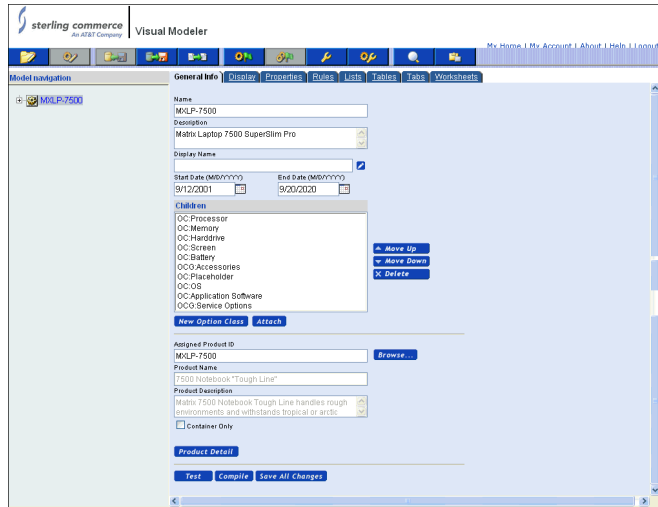 sterling commerce
An AT&T Company
Visual Modeler
My Home | My Account | About | Help | Logout
Model navigation
General Info
Display
Properties
Rules
Lists
Tables
Tabs
Worksheets
MXLP-7500
Name
MXLP-7500
Description
Matrix Laptop 7500 SuperSlim Pro
Display Name
Start Date (M/D/YYYY)
End Date (M/D/YYYY)
9/12/2001
9/20/2020
Children
OC:Processor
OC:Memory
OC:Harddrive
OC:Screen
OC:Battery
OCG:Accessories
OC:Placeholder
OC:OS
OC:Application Software
OCG:Service Options
Move Up
Move Down
X Delete
New Option Class
Attach
Assigned Product ID
MXLP-7500
Browse...
Product Name
7500 Notebook "Tough Line"
Product Description
Matrix 7500 Notebook Tough Line handles rough
environments and withstands tropical or arctic
Container Only
Product Detail
Test
Compile
Save All Changes